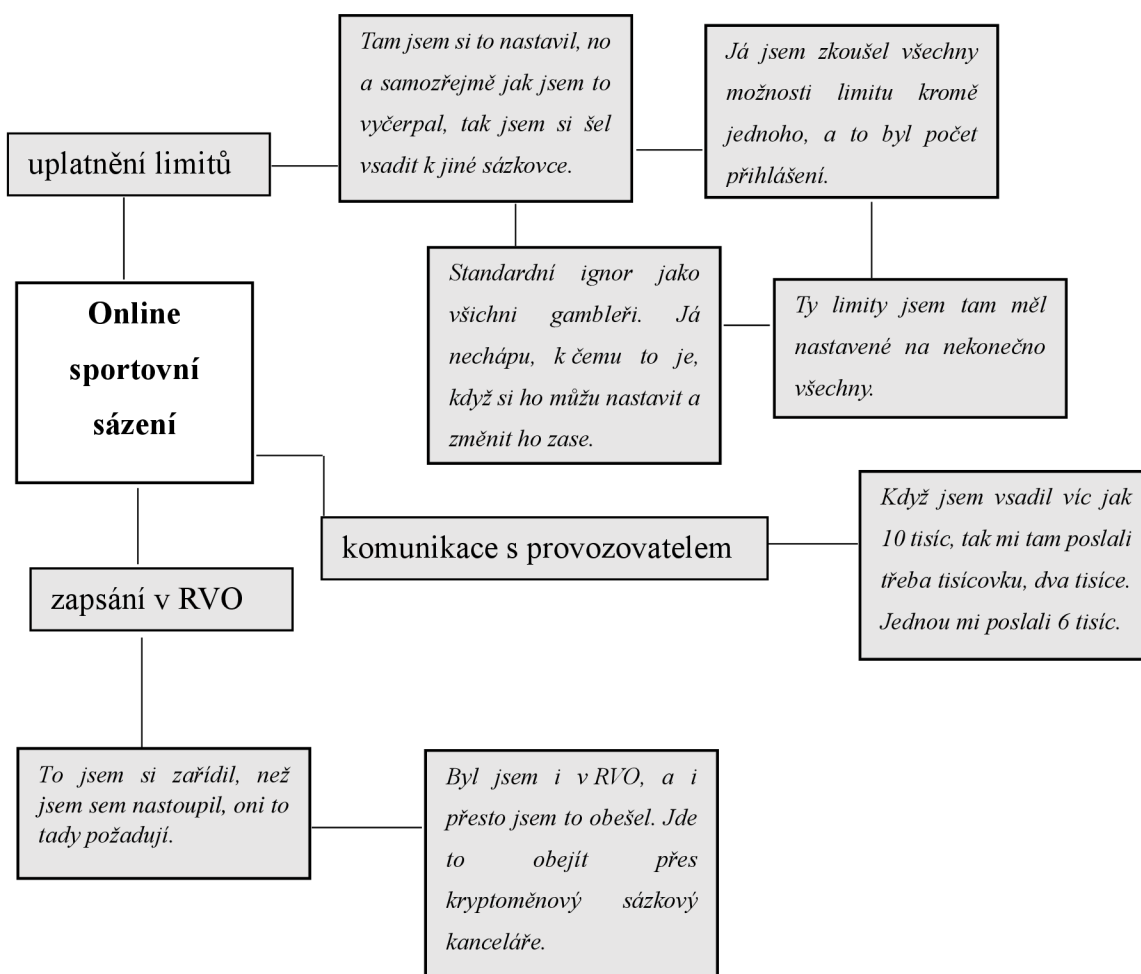 Tam jsem si to nastavil, no
a samozřejmě jak jsem to
vyčerpal, tak jsem si šel
vsadit k jiné sázkovce.
Já jsem zkoušel všechny
možnosti limitu kromě
jednoho, a to byl počet
přihlášení.
uplatnění limitů
Standardní ignor jako
všichni gambleři. Já
nechápu, k čemu to je,
když si ho můžu nastavit a
změnit ho zase.
Ty limity jsem tam měl
nastavené na nekonečno
všechny.
Online
sportovní
sázení
Když jsem vsadil víc jak
10 tisíc, tak mi tam poslali
třeba tisícovku, dva tisíce.
Jednou mi poslali 6 tisíc.
komunikace s provozovatelem
zapsání v RVO
To jsem si zařídil, než
jsem sem nastoupil, oni to
tady požadují.
Byl jsem i v RVO, a i
přesto jsem to obešel. Jde
to obejít přes
kryptoměnový sázkový
kanceláře.